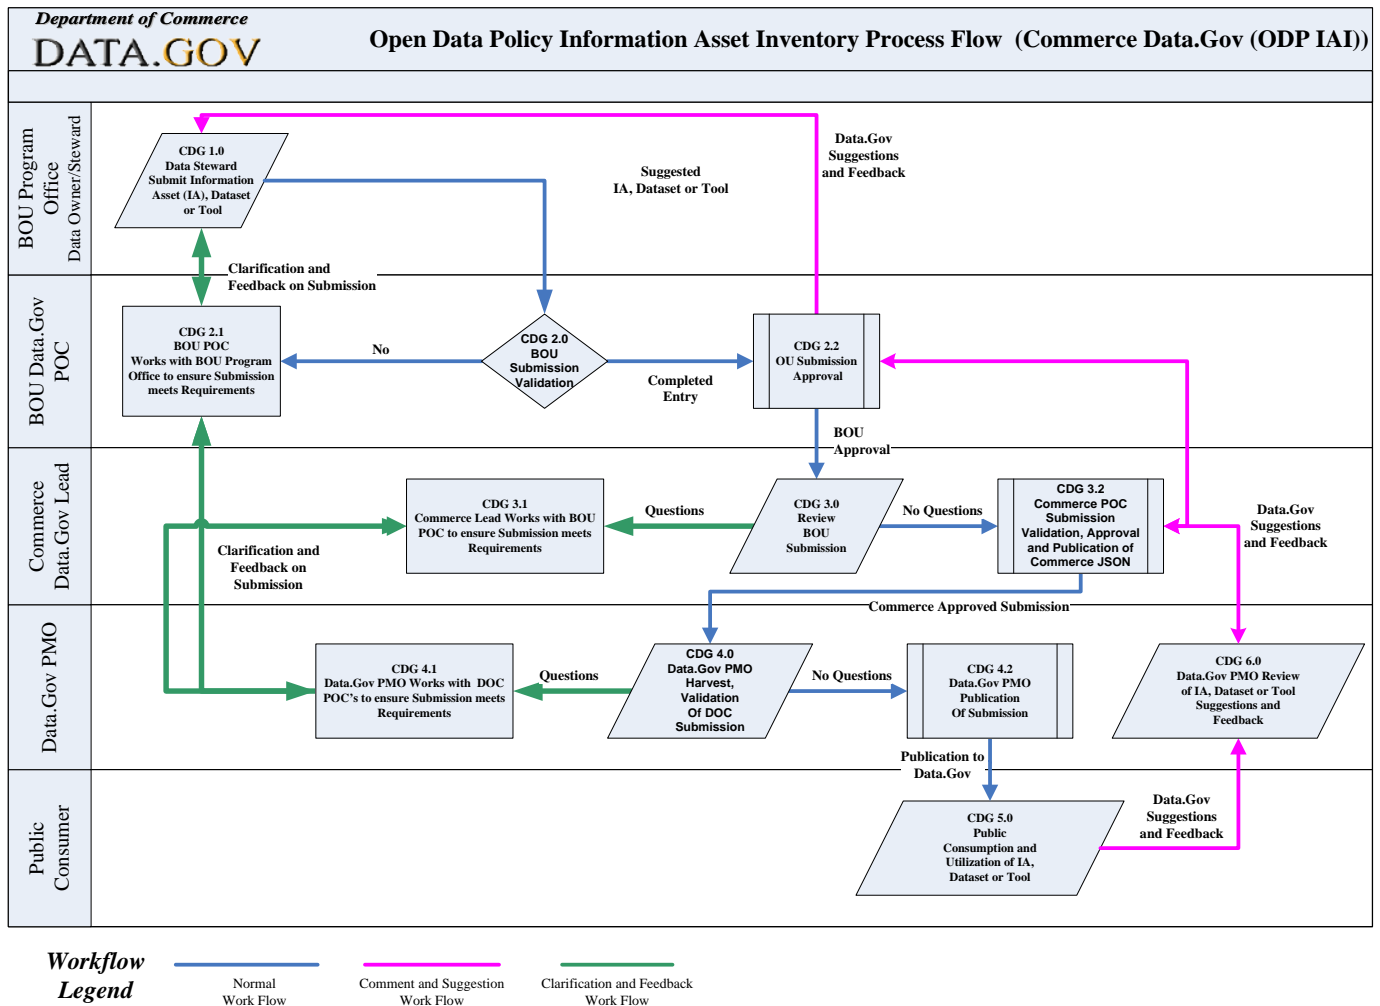 Department of Commerce
DATA.GOV
Open Data Policy Information Asset Inventory Process Flow  (Commerce Data.Gov (ODP IAI))
BOU Program
Office
Data Owner/Steward
CDG 1.0
Data Steward
Submit Information
Asset (IA), Dataset
or Tool
Suggested
IA, Dataset or Tool
Data.Gov
Suggestions
and Feedback
Clarification and
Feedback on Submission
BOU Data.Gov
POC
CDG 2.1
BOU POC
Works with BOU Program
Office to ensure Submission
meets Requirements
No
CDG 2.0
BOU
Submission
Validation
Completed
Entry
CDG 2.2
OU Submission
Approval
BOU
Approval
Commerce
Data.Gov Lead
Clarification and
Feedback on
Submission
CDG 3.1
Commerce Lead Works with BOU
POC to ensure Submission meets
Requirements
Questions
CDG 3.0
Review
BOU
Submission
No Questions
CDG 3.2
Commerce POC
Submission
Validation, Approval
and Publication of
Commerce JSON
Data.Gov
Suggestions
and Feedback
Commerce Approved Submission
Data.Gov PMO
CDG 4.1
Data.Gov PMO Works with  DOC
POC's to ensure Submission meets
Requirements
Questions
CDG 4.0
Data.Gov PMO
Harvest,
Validation
Of DOC
Submission
No Questions
CDG 4.2
Data.Gov PMO
Publication
Of Submission
CDG 6.0
Data.Gov PMO Review
of IA, Dataset or Tool
Suggestions and
Feedback
Publication to
Data.Gov
Public
Consumer
CDG 5.0
Public
Consumption and
Utilization of IA,
Dataset or Tool
Data.Gov
Suggestions
and Feedback
Workflow
Legend
Normal
Work Flow
Comment and Suggestion
Work Flow
Clarification and Feedback
Work Flow